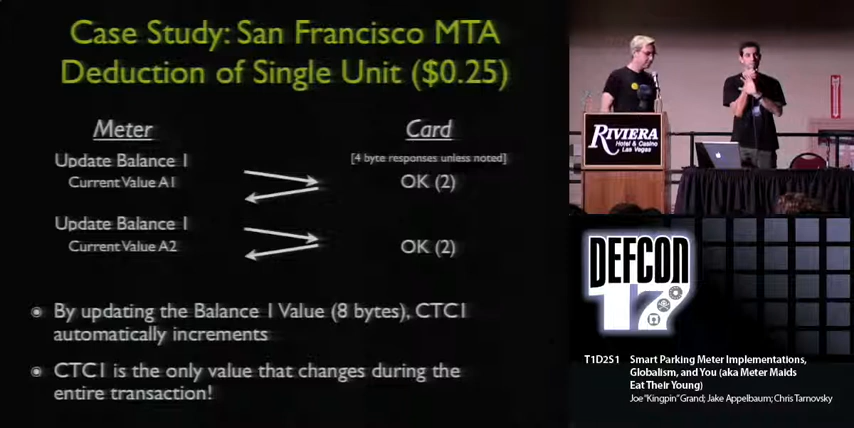 Case Study: San Francisco MTA
Deduction of Single Unit ($0.25)
Meter
Card
Update Balance 1
[4 byte responses unless noted]
Current Value A1
OK (2)
Update Balance 1
Current Value A2
OK (2)
By updating the Balance 1 Value (8 bytes), CTC1
automatically increments
CTC1 is the only value that changes during the
entire transaction!
RIVIERA
Hotel & Casino
Las Vegas
DEFCON
17
T1D2S1
Smart Parking Meter Implementations,
Globalism, and You (aka Meter Maids
Eat Their Young)
Joe "Kingpin" Grand; Jake Appelbaum; Chris Tarnovsky